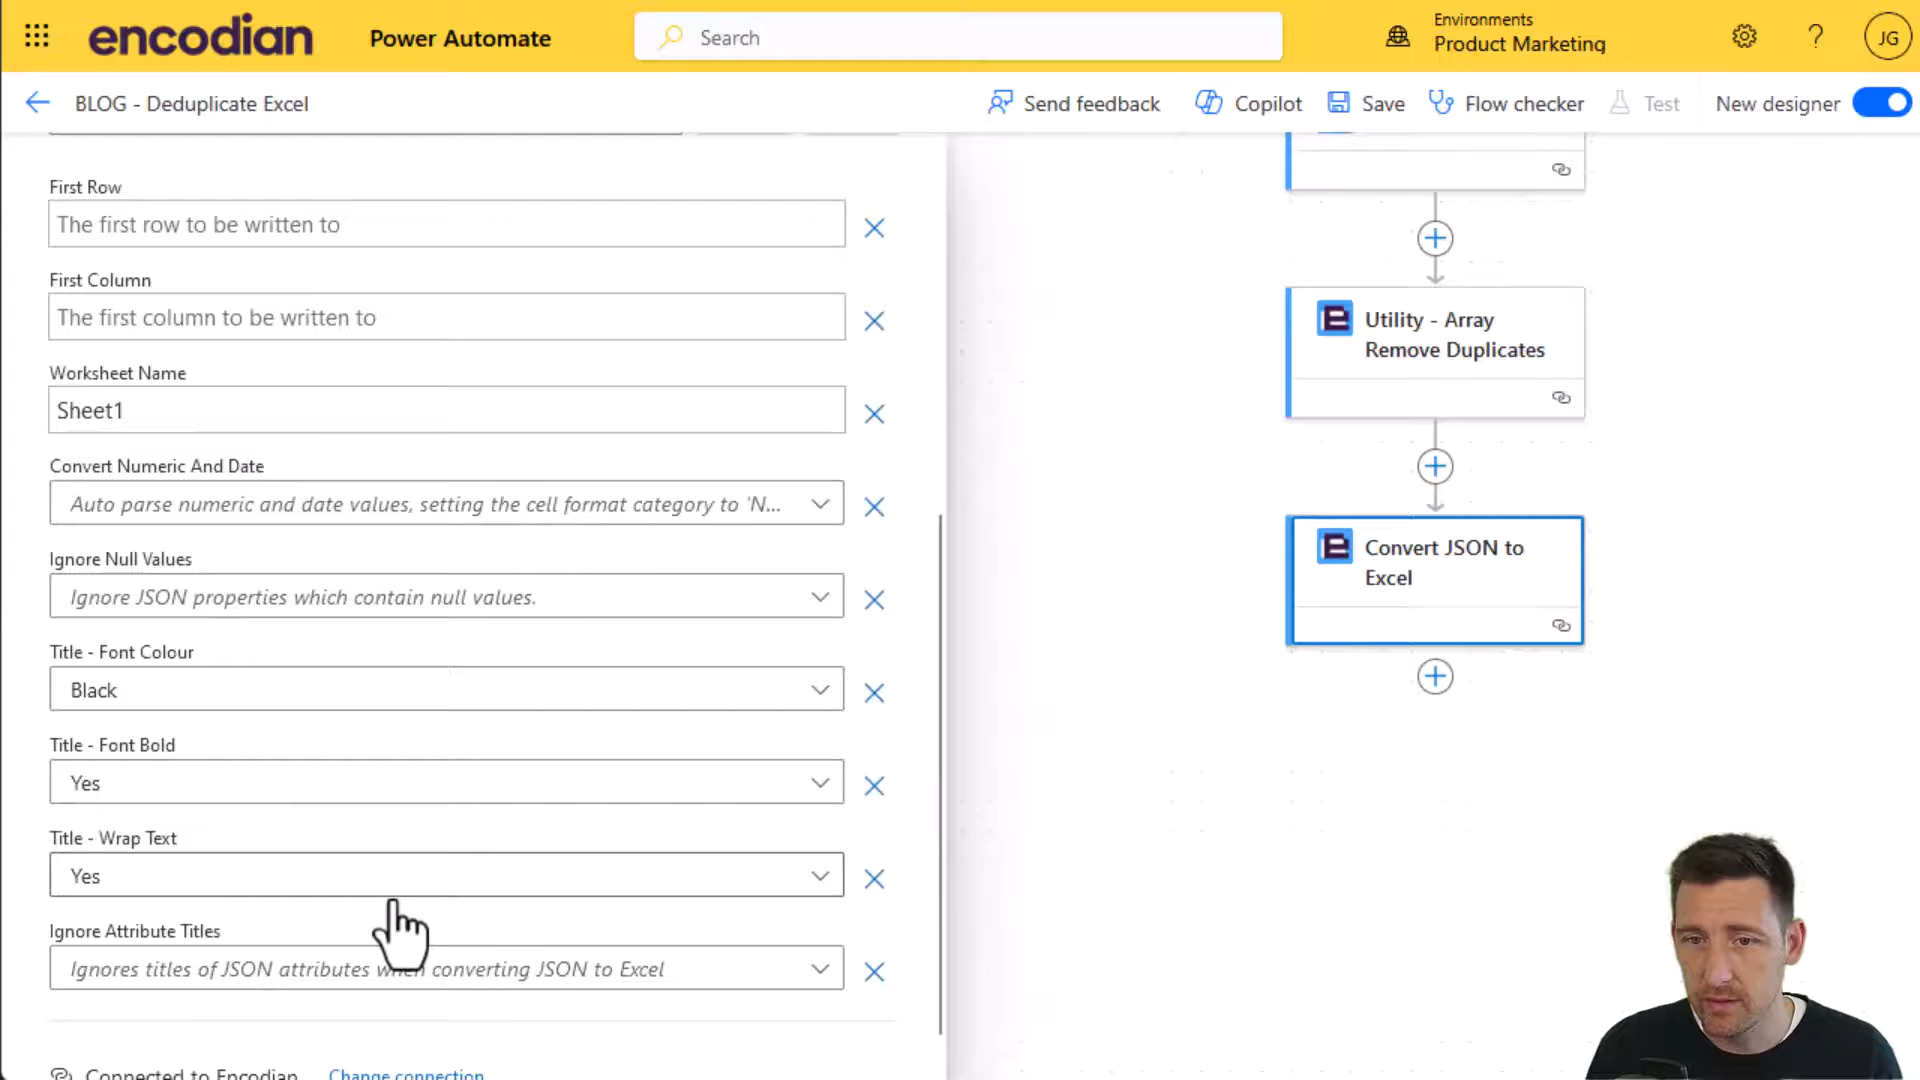 encodian
Power Automate
Search
Environments
Product Marketing
JG
BLOG - Deduplicate Excel
Send feedback
Copilot
Save
Flow checker
Test
New designer
First Row
The first row to be written to
First Column
The first column to be written to
Worksheet Name
Sheet1
Convert Numeric And Date
Auto parse numeric and date values, setting the cell format category to 'N...
Ignore Null Values
Ignore JSON properties which contain null values.
Title - Font Colour
Black
Title - Font Bold
Yes
Title - Wrap Text
Yes
Ignore Attribute Titles
Ignores titles of JSON attributes when converting JSON to Excel
Connected to Encodian
Change connection
Utility - Array
Remove Duplicates
Convert JSON to
Excel